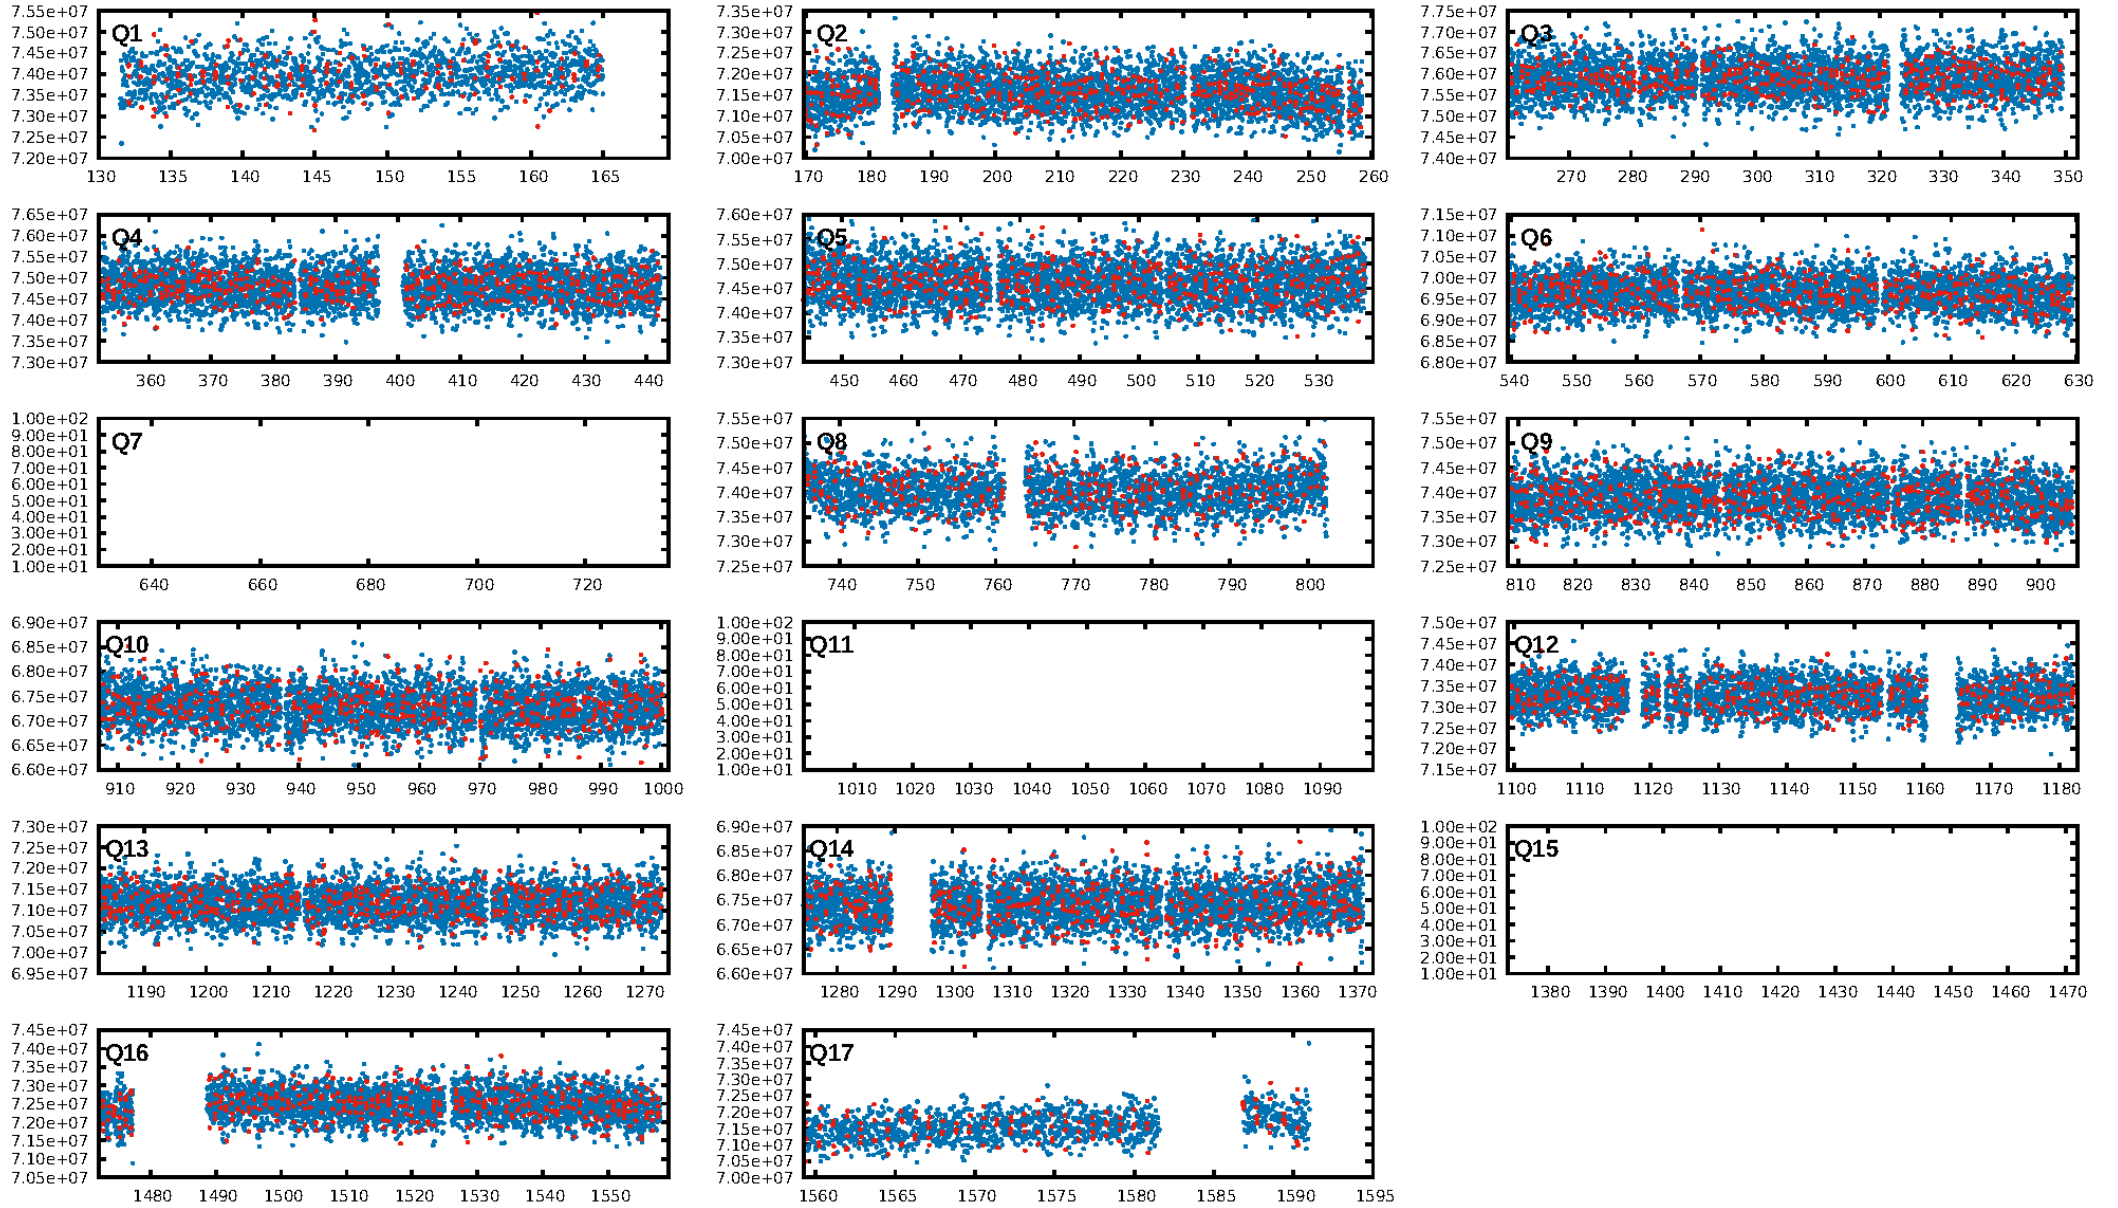 7.55e+07
7.50e+07
7.45e+07
7.40e+07
7.35e+07
7.30e+07
7.25e+07
7.20e+07
Q1
130 135 140 145 150 155 160 165
7.35e+07
7.30e+07
7.25e+07
7.20e+07
7.15e+07
7.10e+07
7.05e+07
7.00e+07
Q2
170 180 190 200 210 220 230 240 250 260
7.75e+07
7.70e+07
7.65e+07
7.60e+07
7.55e+07
7.50e+07
7.45e+07
7.40e+07
Q3
270 280 290 300 310 320 330 340 350
7.65e+07
7.60e+07
7.55e+07
7.50e+07
7.45e+07
7.40e+07
7.35e+07
7.30e+07
Q4
360 370 380 390 400 410 420 430 440
7.60e+07
7.55e+07
7.50e+07
7.45e+07
7.40e+07
7.35e+07
7.30e+07
Q5
450 460 470 480 490 500 510 520 530
7.15e+07
7.10e+07
7.05e+07
7.00e+07
6.95e+07
6.90e+07
6.85e+07
6.80e+07
Q6
540 550 560 570 580 590 600 610 620 630
1.00e+02
9.00e+01
8.00e+01
7.00e+01
6.00e+01
5.00e+01
4.00e+01
3.00e+01
2.00e+01
1.00e+01
Q7
640 660 680 700 720
7.55e+07
7.50e+07
7.45e+07
7.40e+07
7.35e+07
7.30e+07
7.25e+07
Q8
740 750 760 770 780 790 800
7.55e+07
7.50e+07
7.45e+07
7.40e+07
7.35e+07
7.30e+07
7.25e+07
Q9
810 820 830 840 850 860 870 880 890 900
6.90e+07
6.85e+07
6.80e+07
6.75e+07
6.70e+07
6.65e+07
6.60e+07
Q10
910 920 930 940 950 960 970 980 990 1000
1.00e+02
9.00e+01
8.00e+01
7.00e+01
6.00e+01
5.00e+01
4.00e+01
3.00e+01
2.00e+01
1.00e+01
Q11
1010 1020 1030 1040 1050 1060 1070 1080 1090
7.50e+07
7.45e+07
7.40e+07
7.35e+07
7.30e+07
7.25e+07
7.20e+07
7.15e+07
Q12
1100 1110 1120 1130 1140 1150 1160 1170 1180
7.30e+07
7.25e+07
7.20e+07
7.15e+07
7.10e+07
7.05e+07
7.00e+07
6.95e+07
Q13
1190 1200 1210 1220 1230 1240 1250 1260 1270
6.90e+07
6.85e+07
6.80e+07
6.75e+07
6.70e+07
6.65e+07
6.60e+07
Q14
1280 1290 1300 1310 1320 1330 1340 1350 1360 1370
1.00e+02
9.00e+01
8.00e+01
7.00e+01
6.00e+01
5.00e+01
4.00e+01
3.00e+01
2.00e+01
1.00e+01
Q15
1380 1390 1400 1410 1420 1430 1440 1450 1460 1470
7.45e+07
7.40e+07
7.35e+07
7.30e+07
7.25e+07
7.20e+07
7.15e+07
7.10e+07
7.05e+07
Q16
1480 1490 1500 1510 1520 1530 1540 1550
7.45e+07
7.40e+07
7.35e+07
7.30e+07
7.25e+07
7.20e+07
7.15e+07
7.10e+07
7.05e+07
7.00e+07
Q17
1560 1565 1570 1575 1580 1585 1590 1595